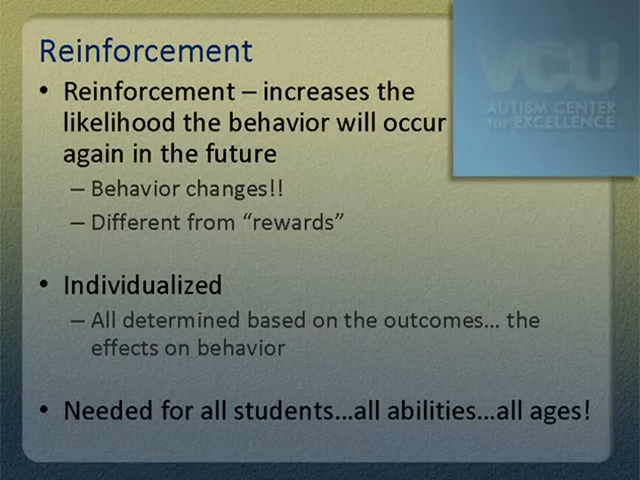 Reinforcement
• Reinforcement – increases the
likelihood the behavior will occur
again in the future
– Behavior changes!!
– Different from “rewards”
• Individualized
– All determined based on the outcomes… the
effects on behavior
• Needed for all students…all abilities…all ages!
VCU
AUTISM CENTER
for EXCELLENCE